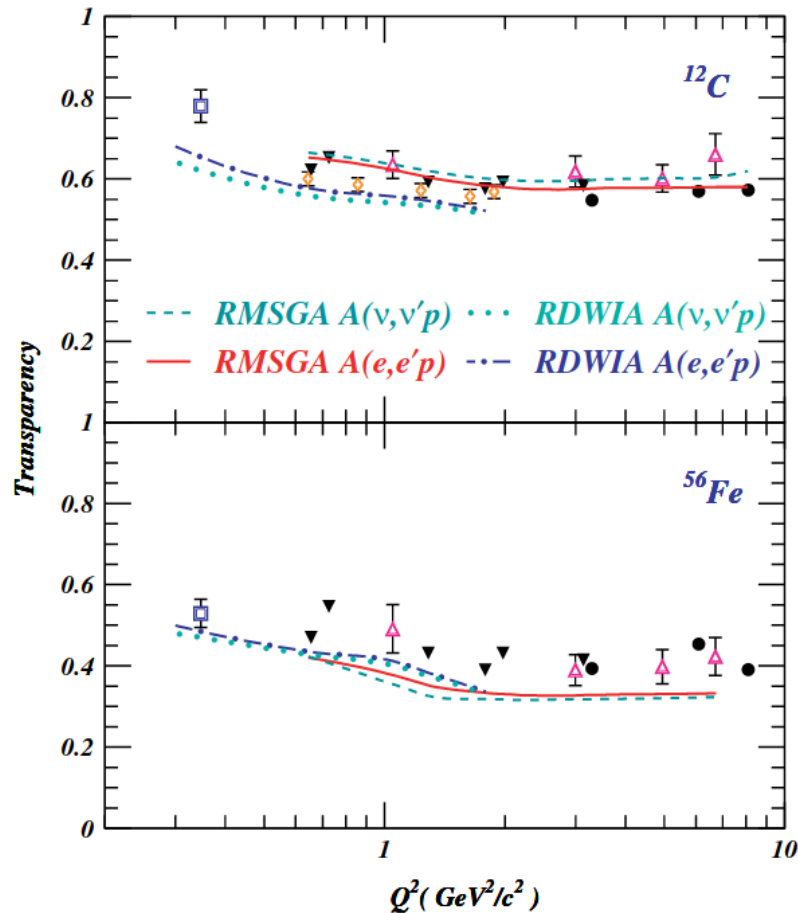 1
¹²C
0.8
0.6
0.4
RMSGA A(ν,ν'p) RDWIA A(ν,ν'p)
0.2
RMSGA A(e,e'p) RDWIA A(e,e'p)
1
Transparency
⁵⁶Fe
0.8
0.6
0.4
0.2
0
1 10
Q²( GeV²/c² )